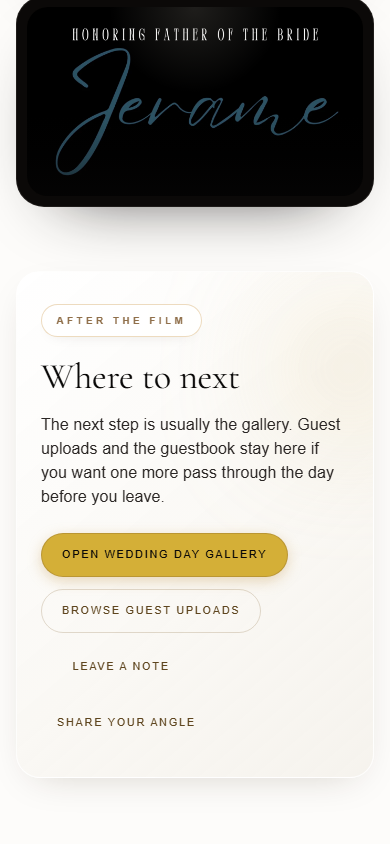 HONORING FATHER OF THE BRIDE
Jerame
AFTER THE FILM
Where to next
The next step is usually the gallery. Guest
uploads and the guestbook stay here if
you want one more pass through the day
before you leave.
OPEN WEDDING DAY GALLERY
BROWSE GUEST UPLOADS
LEAVE A NOTE
SHARE YOUR ANGLE